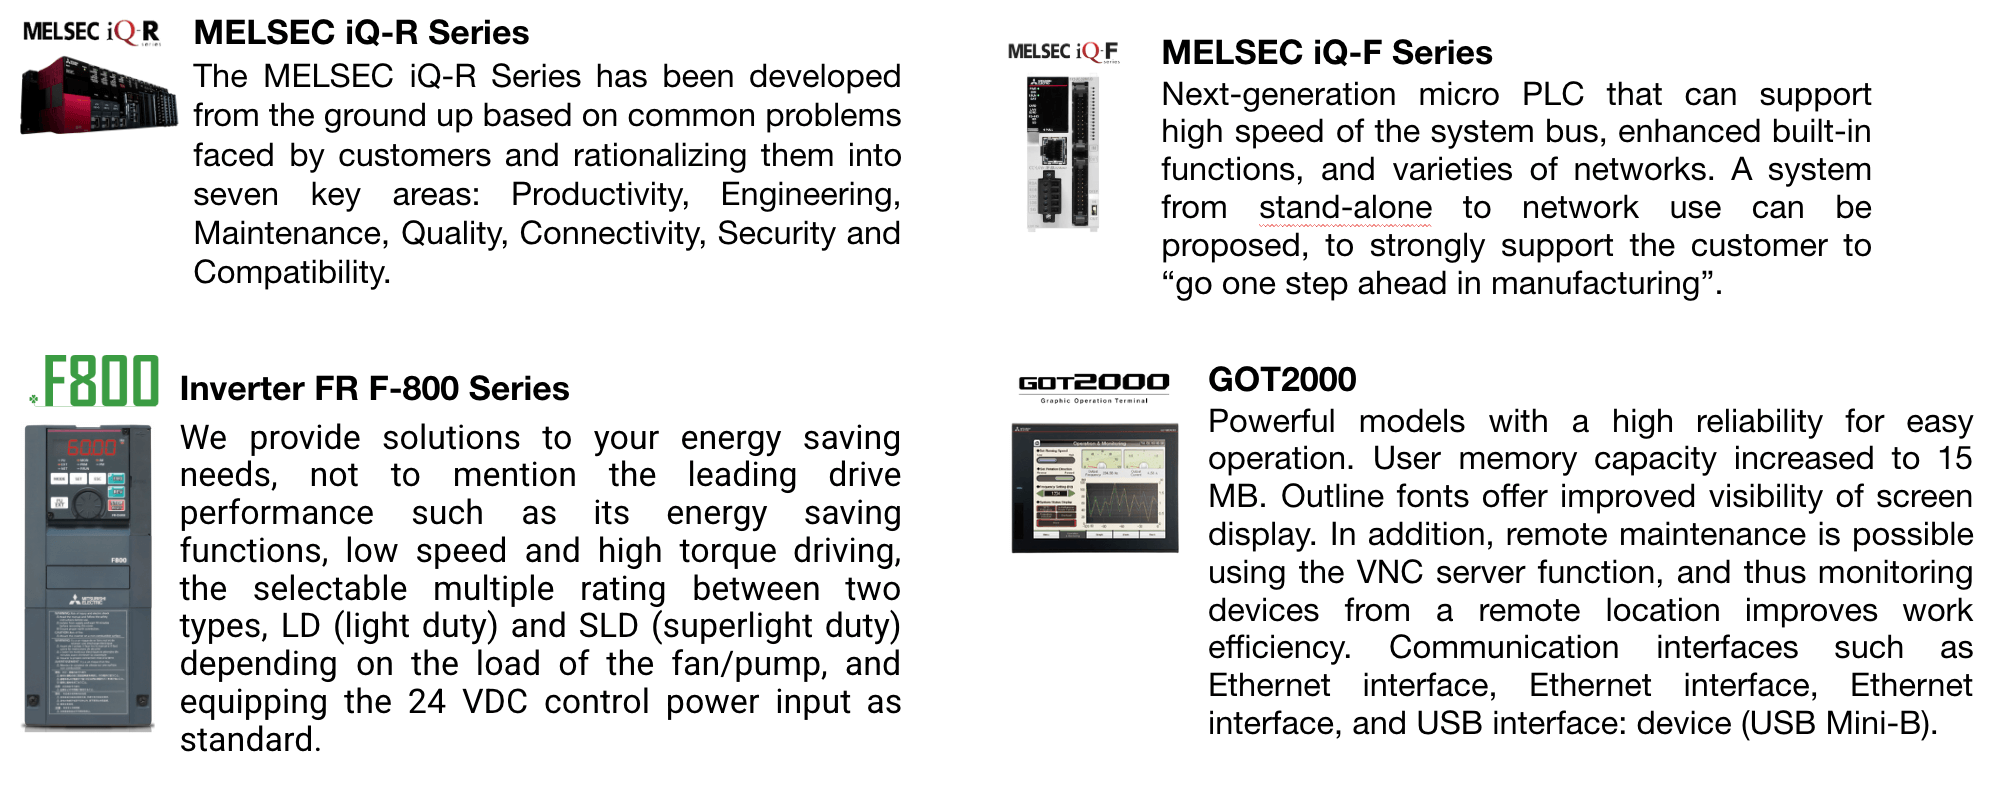 MELSEC iQ-R
series
MELSEC iQ-R Series
The MELSEC iQ-R Series has been developed
from the ground up based on common problems
faced by customers and rationalizing them into
seven key areas: Productivity, Engineering,
Maintenance, Quality, Connectivity, Security and
Compatibility.
MELSEC iQ-F
series
MELSEC iQ-F Series
Next-generation micro PLC that can support
high speed of the system bus, enhanced built-in
functions, and varieties of networks. A system
from stand-alone to network use can be
proposed, to strongly support the customer to
“go one step ahead in manufacturing”.
F800
60.00
MODE
F800
MITSUBISHI
ELECTRIC
Inverter FR F-800 Series
We provide solutions to your energy saving
needs, not to mention the leading drive
performance such as its energy saving
functions, low speed and high torque driving,
the selectable multiple rating between two
types, LD (light duty) and SLD (superlight duty)
depending on the load of the fan/pump, and
equipping the 24 VDC control power input as
standard.
GOT2000
Graphic Operation Terminal
Operation & Monitoring
GOT2000
Powerful models with a high reliability for easy
operation. User memory capacity increased to 15
MB. Outline fonts offer improved visibility of screen
display. In addition, remote maintenance is possible
using the VNC server function, and thus monitoring
devices from a remote location improves work
efficiency. Communication interfaces such as
Ethernet interface, Ethernet interface, Ethernet
interface, and USB interface: device (USB Mini-B).